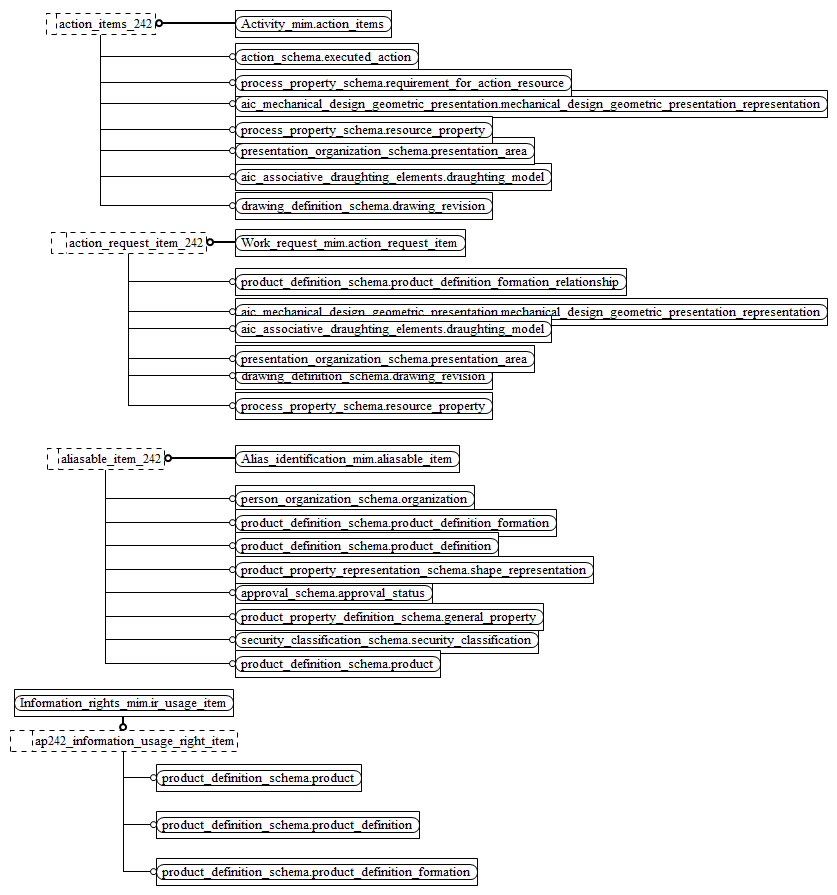 action_items_242
Activity_mim.action_items
action_schema.executed_action
process_property_schema.requirement_for_action_resource
aic_mechanical_design_geometric_presentation.mechanical_design_geometric_presentation_representation
process_property_schema.resource_property
presentation_organization_schema.presentation_area
aic_associative_draughting_elements.draughting_model
drawing_definition_schema.drawing_revision
action_request_item_242
Work_request_mim.action_request_item
product_definition_schema.product_definition_formation_relationship
aic_mechanical_design_geometric_presentation.mechanical_design_geometric_presentation_representation
aic_associative_draughting_elements.draughting_model
presentation_organization_schema.presentation_area
drawing_definition_schema.drawing_revision
process_property_schema.resource_property
aliasable_item_242
Alias_identification_mim.aliasable_item
person_organization_schema.organization
product_definition_schema.product_definition_formation
product_definition_schema.product_definition
product_property_representation_schema.shape_representation
approval_schema.approval_status
product_property_definition_schema.general_property
security_classification_schema.security_classification
product_definition_schema.product
Information_rights_mim.ir_usage_item
ap242_information_usage_right_item
product_definition_schema.product
product_definition_schema.product_definition
product_definition_schema.product_definition_formation